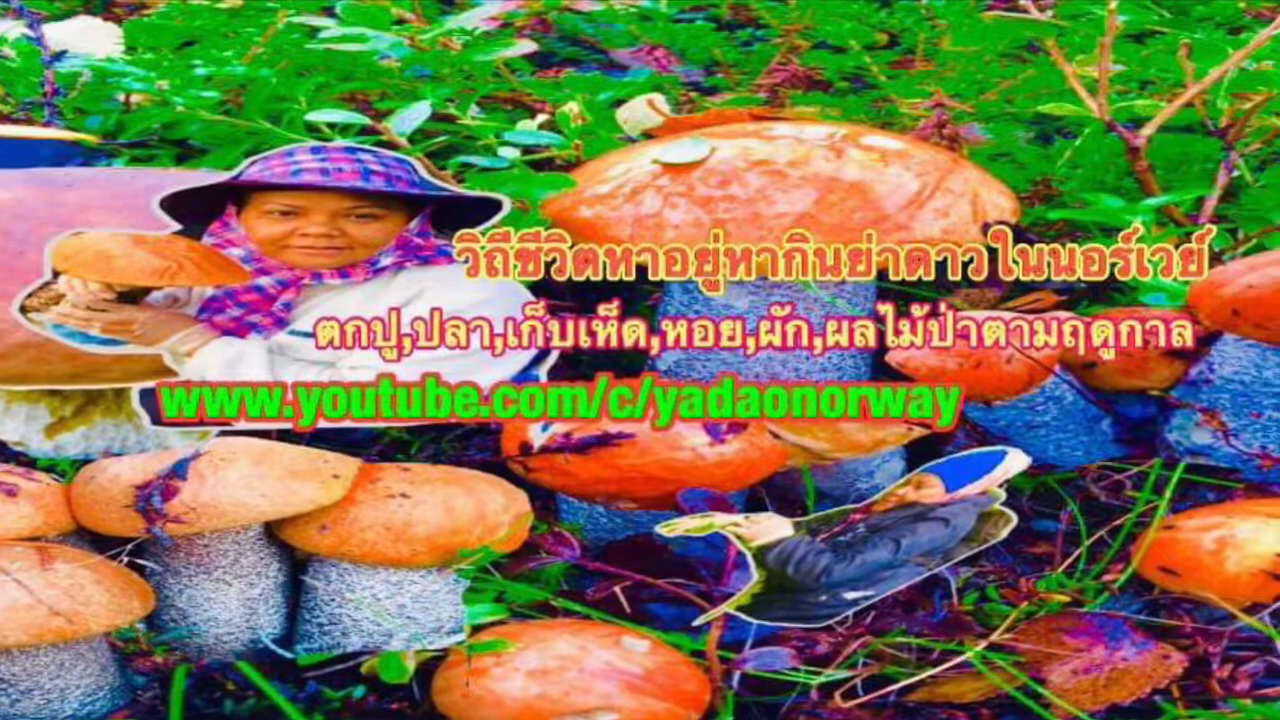 วิถีชีวิตหาอยู่หากินย่าดาวในนอร์เวย์
ตกปู,ปลา,เก็บเห็ด,หอย,ผัก,ผลไม้ป่าตามฤดูกาล
www.youtube.com/c/yadaonorway